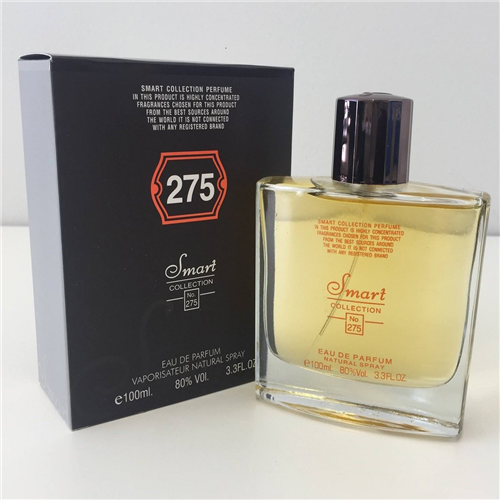 SMART COLLECTION PERFUME
IN THIS PRODUCT IS HIGHLY CONCENTRATED
FRAGRANCES CHOSEN FOR THIS PRODUCT
FROM THE BEST SOURCES AROUND
THE WORLD IT IS NOT CONNECTED
WITH ANY REGISTERED BRAND
275
Smart
COLLECTION
No.
275
EAU DE PARFUM
VAPORISATEUR NATURAL SPRAY
e100ml. 80% Vol. 3.3FL.OZ
SMART COLLECTION PERFUME
IN THIS PRODUCT IS HIGHLY CONCENTRATED
FRAGRANCES CHOSEN FOR THIS PRODUCT
FROM THE BEST SOURCES AROUND
THE WORLD IT IS NOT CONNECTED
WITH ANY REGISTERED BRAND
Smart
COLLECTION
No.
275
EAU DE PARFUM
NATURAL SPRAY
e100ml. 80%Vol. 3.3FL.OZ.